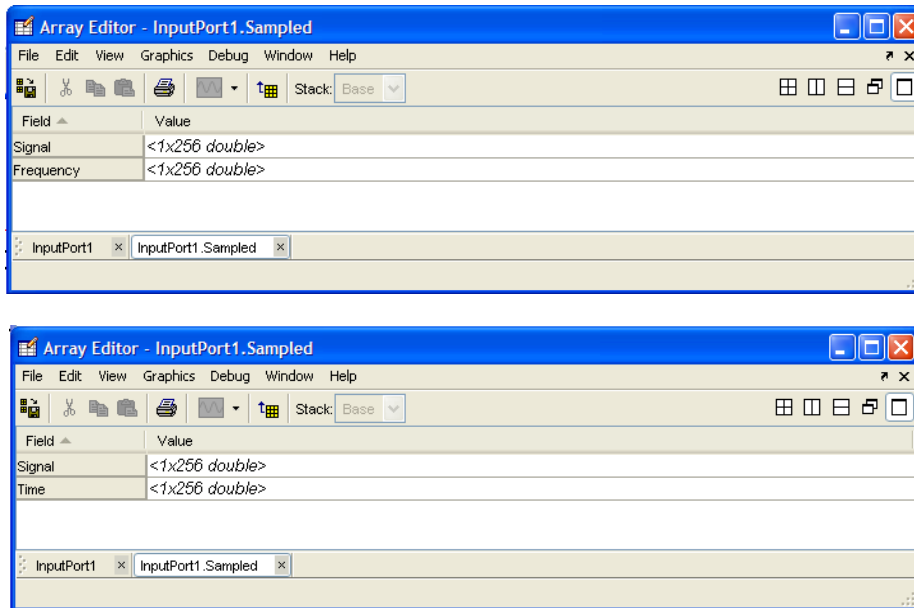 Array Editor - InputPort1.Sampled
File Edit View Graphics Debug Window Help
Stack: Base
Field Value
Signal <1x256 double>
Frequency <1x256 double>
InputPort1 InputPort1.Sampled
Array Editor - InputPort1.Sampled
File Edit View Graphics Debug Window Help
Stack: Base
Field Value
Signal <1x256 double>
Time <1x256 double>
InputPort1 InputPort1.Sampled